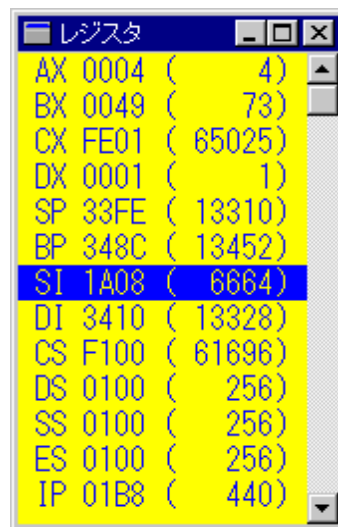 レジスタ
AX 0004 (     4)
BX 0049 (    73)
CX FE01 ( 65025)
DX 0001 (     1)
SP 33FE ( 13310)
BP 348C ( 13452)
SI 1A08 (  6664)
DI 3410 ( 13328)
CS F100 ( 61696)
DS 0100 (   256)
SS 0100 (   256)
ES 0100 (   256)
IP 01B8 (   440)